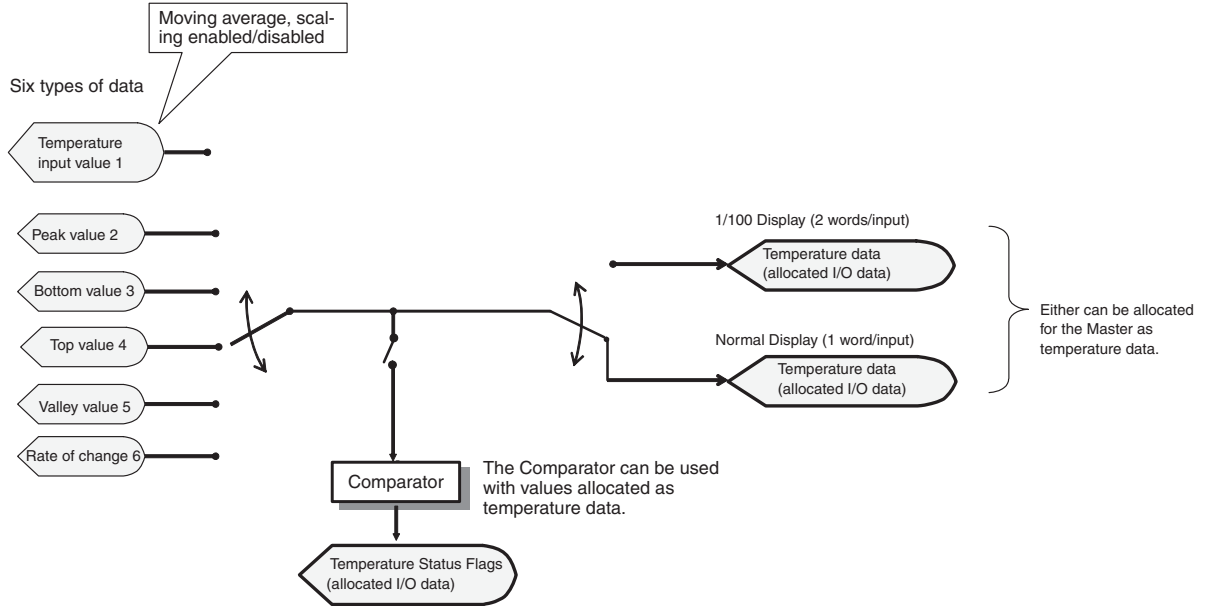 Moving average, scal-
ing enabled/disabled
Six types of data
Temperature
input value 1
Peak value 2
Bottom value 3
Top value 4
Valley value 5
Rate of change 6
1/100 Display (2 words/input)
Temperature data
(allocated I/O data)
Normal Display (1 word/input)
Temperature data
(allocated I/O data)
Either can be allocated
for the Master as
temperature data.
Comparator
The Comparator can be used
with values allocated as
temperature data.
Temperature Status Flags
(allocated I/O data)